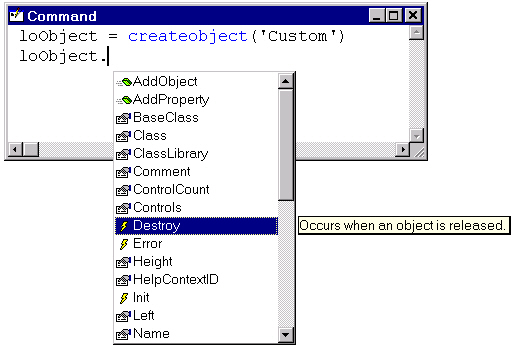 Command
loObject = createobject('Custom')
loObject.
AddObject
AddProperty
BaseClass
Class
ClassLibrary
Comment
ControlCount
Controls
Destroy
Occurs when an object is released.
Error
Height
HelpContextID
Init
Left
Name